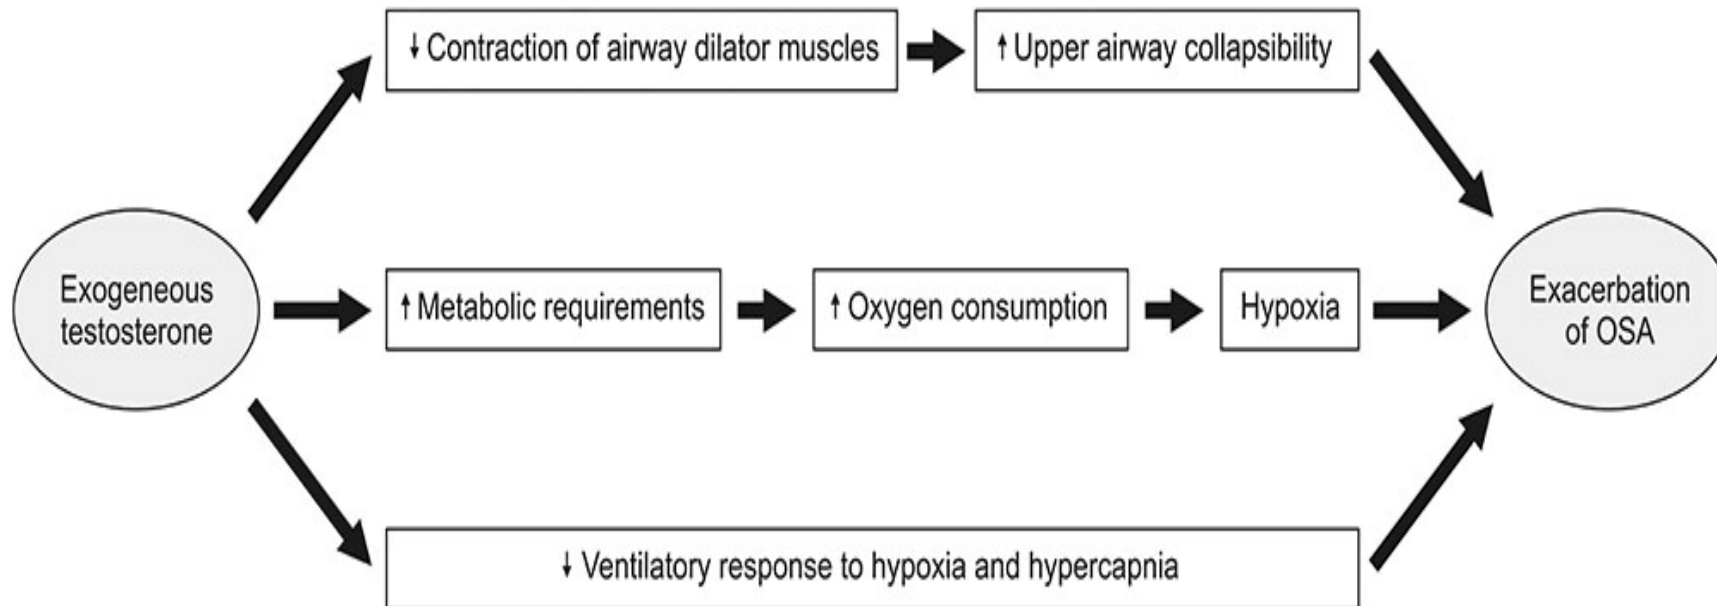 ↓ Contraction of airway dilator muscles
↑ Upper airway collapsibility
Exogeneous
testosterone
↑ Metabolic requirements
↑ Oxygen consumption
Hypoxia
Exacerbation
of OSA
↓ Ventilatory response to hypoxia and hypercapnia